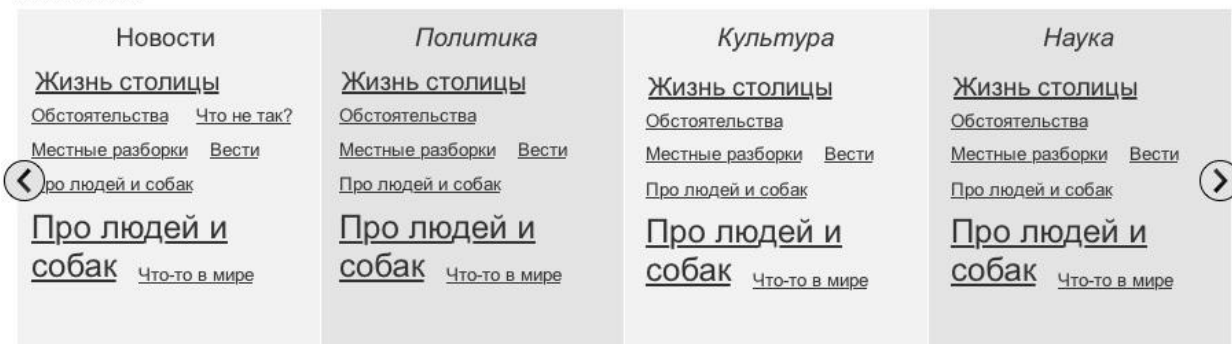 Новости
Жизнь столицы
Обстоятельства Что не так?
Местные разборки Вести
ро людей и собак
Про людей и
собак Что-то в мире
Политика
Жизнь столицы
Обстоятельства
Местные разборки Вести
Про людей и собак
Про людей и
собак Что-то в мире
Культура
Жизнь столицы
Обстоятельства
Местные разборки Вести
Про людей и собак
Про людей и
собак Что-то в мире
Наука
Жизнь столицы
Обстоятельства
Местные разборки Вести
Про людей и собак
Про людей и
собак Что-то в мире